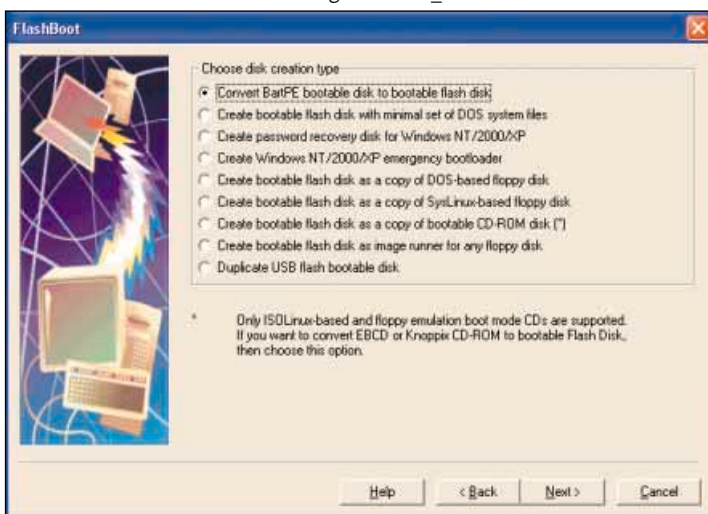 FlashBoot
Choose disk creation type
Convert BartPE bootable disk to bootable flash disk
Create bootable flash disk with minimal set of DOS system files
Create password recovery disk for Windows NT/2000/XP
Create Windows NT/2000/XP emergency bootloader
Create bootable flash disk as a copy of DOS-based floppy disk
Create bootable flash disk as a copy of SysLinux-based floppy disk
Create bootable flash disk as a copy of bootable CD-ROM disk (*)
Create bootable flash disk as image runner for any floppy disk
Duplicate USB flash bootable disk
* Only ISOLinux-based and floppy emulation boot mode CDs are supported.
If you want to convert EBCD or Knoppix CD-ROM to bootable Flash Disk,
then choose this option.
Help < Back Next > Cancel